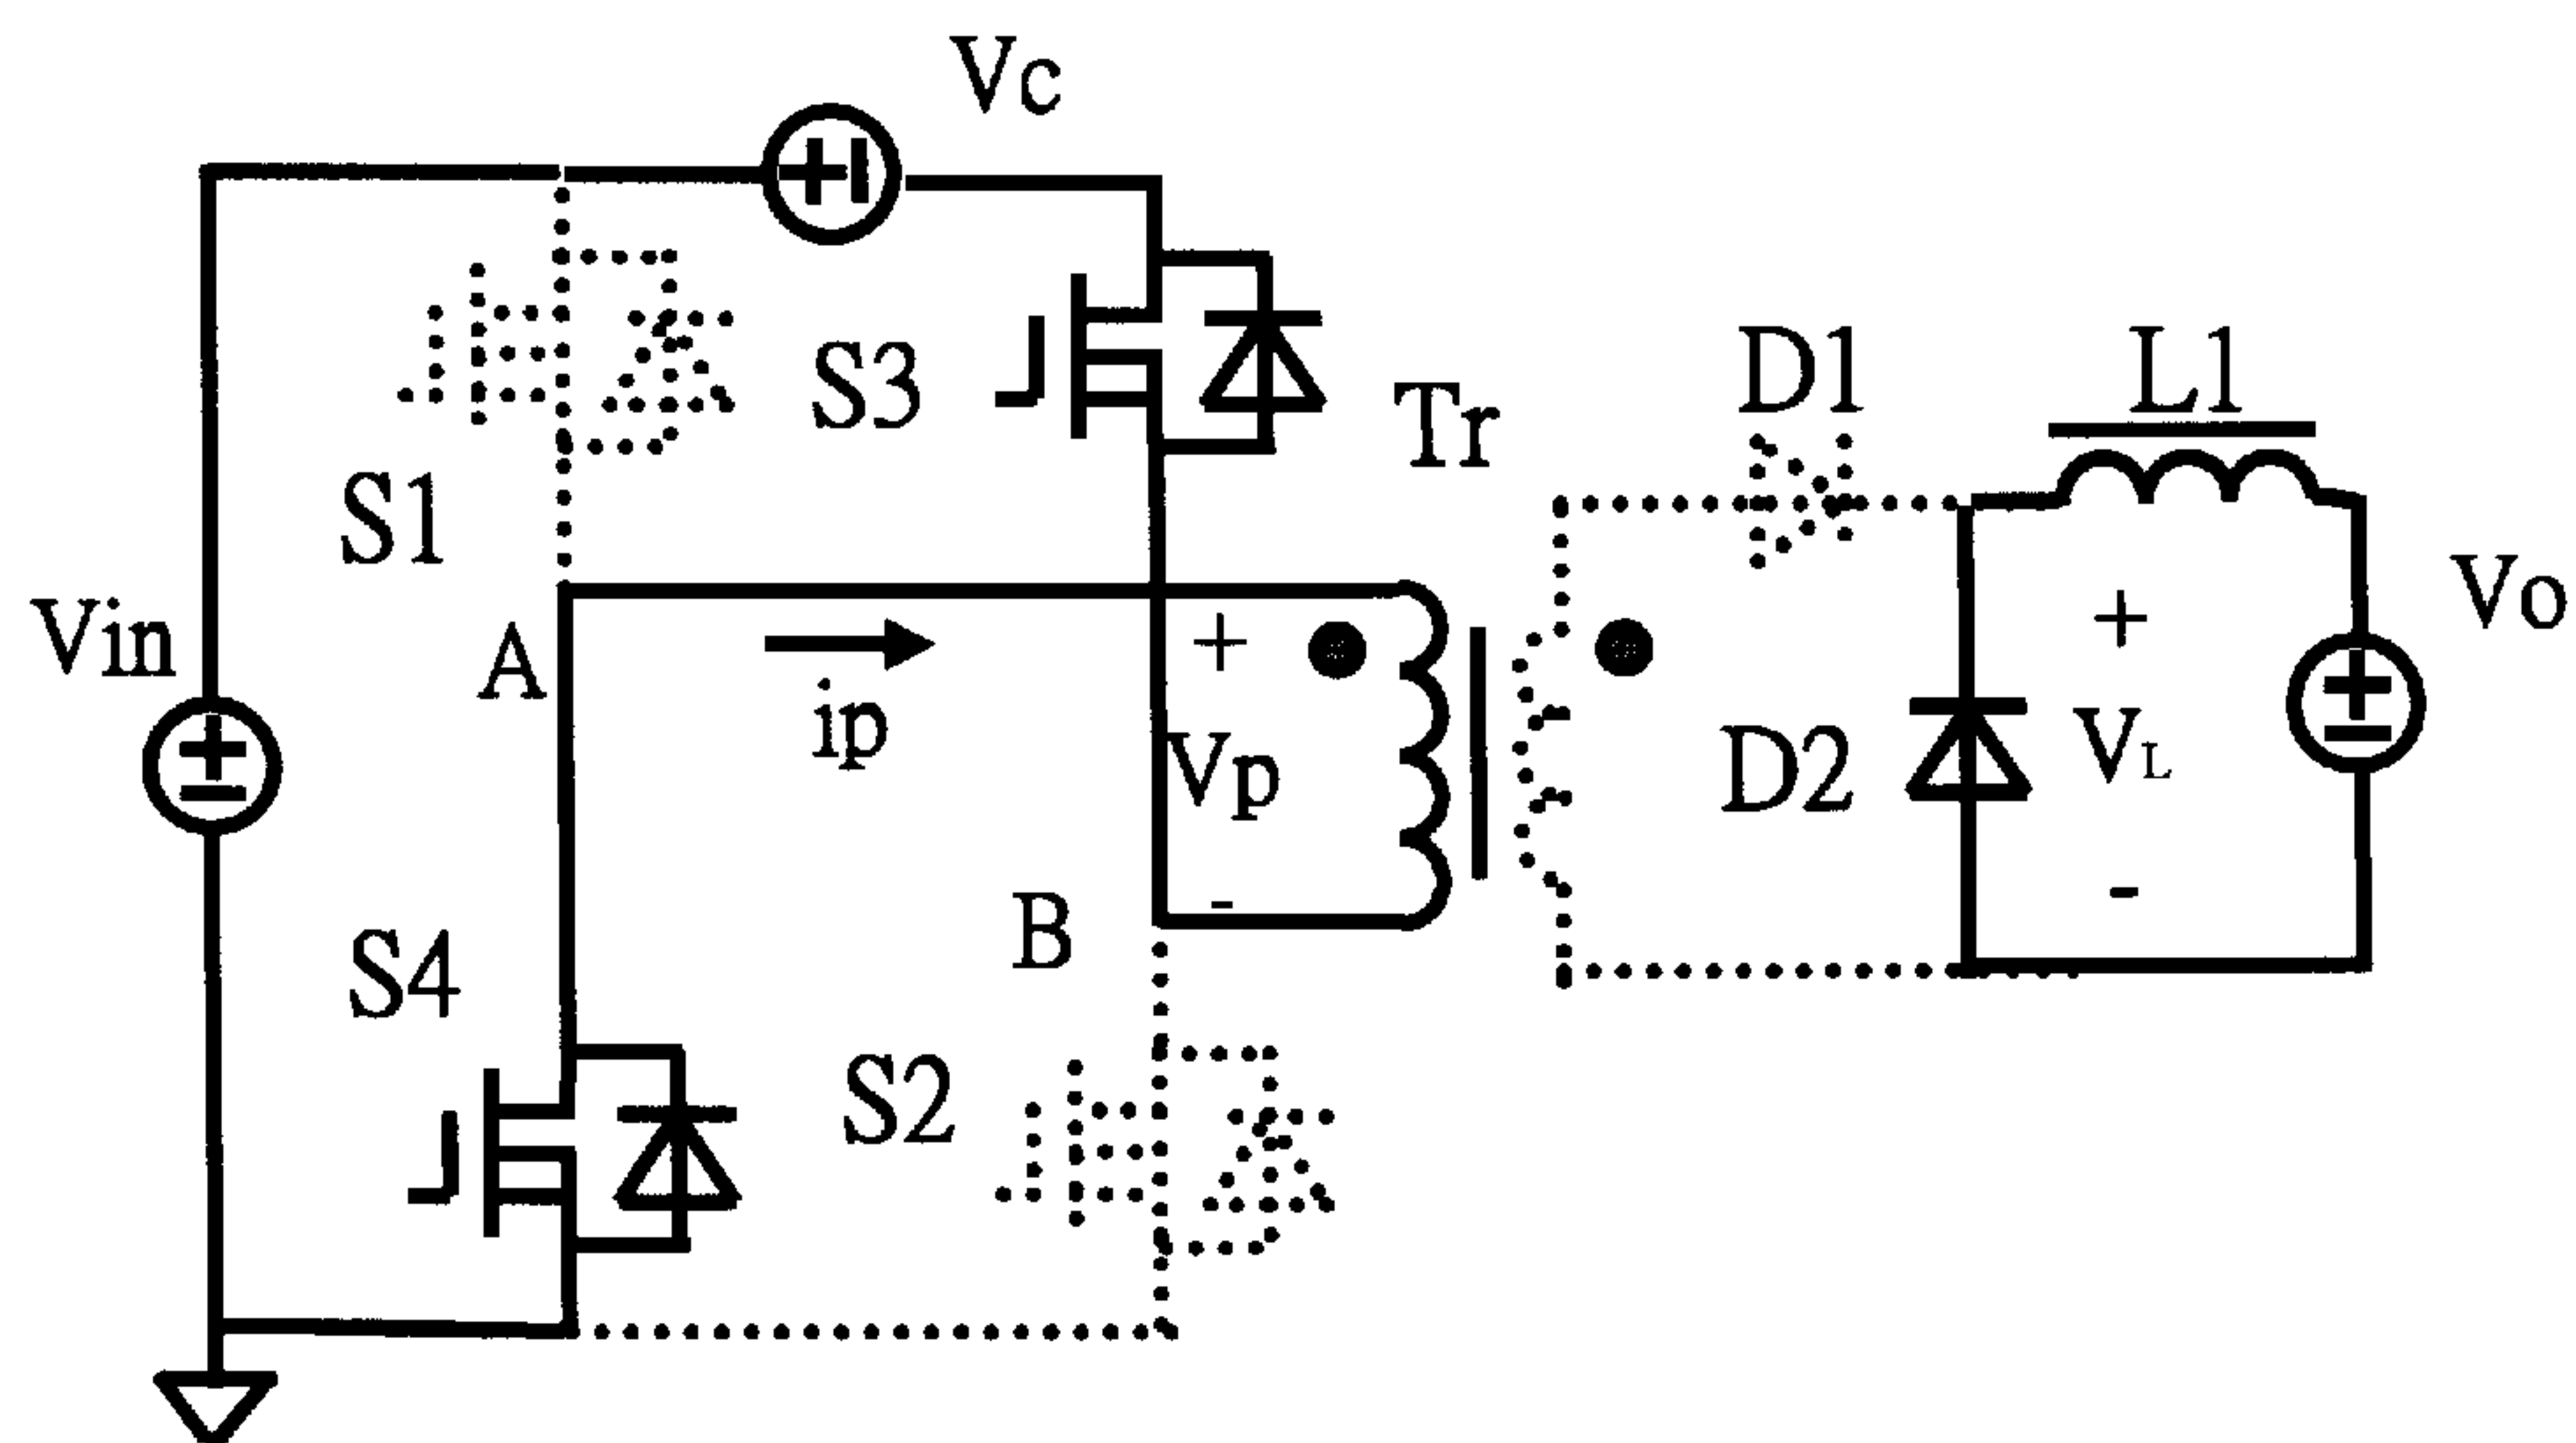 Vc
S3
D1
L1
Tr
S1
Vin
A
ip
+
Vp
-
B
D2
+
VL
-
Vo
S4
S2